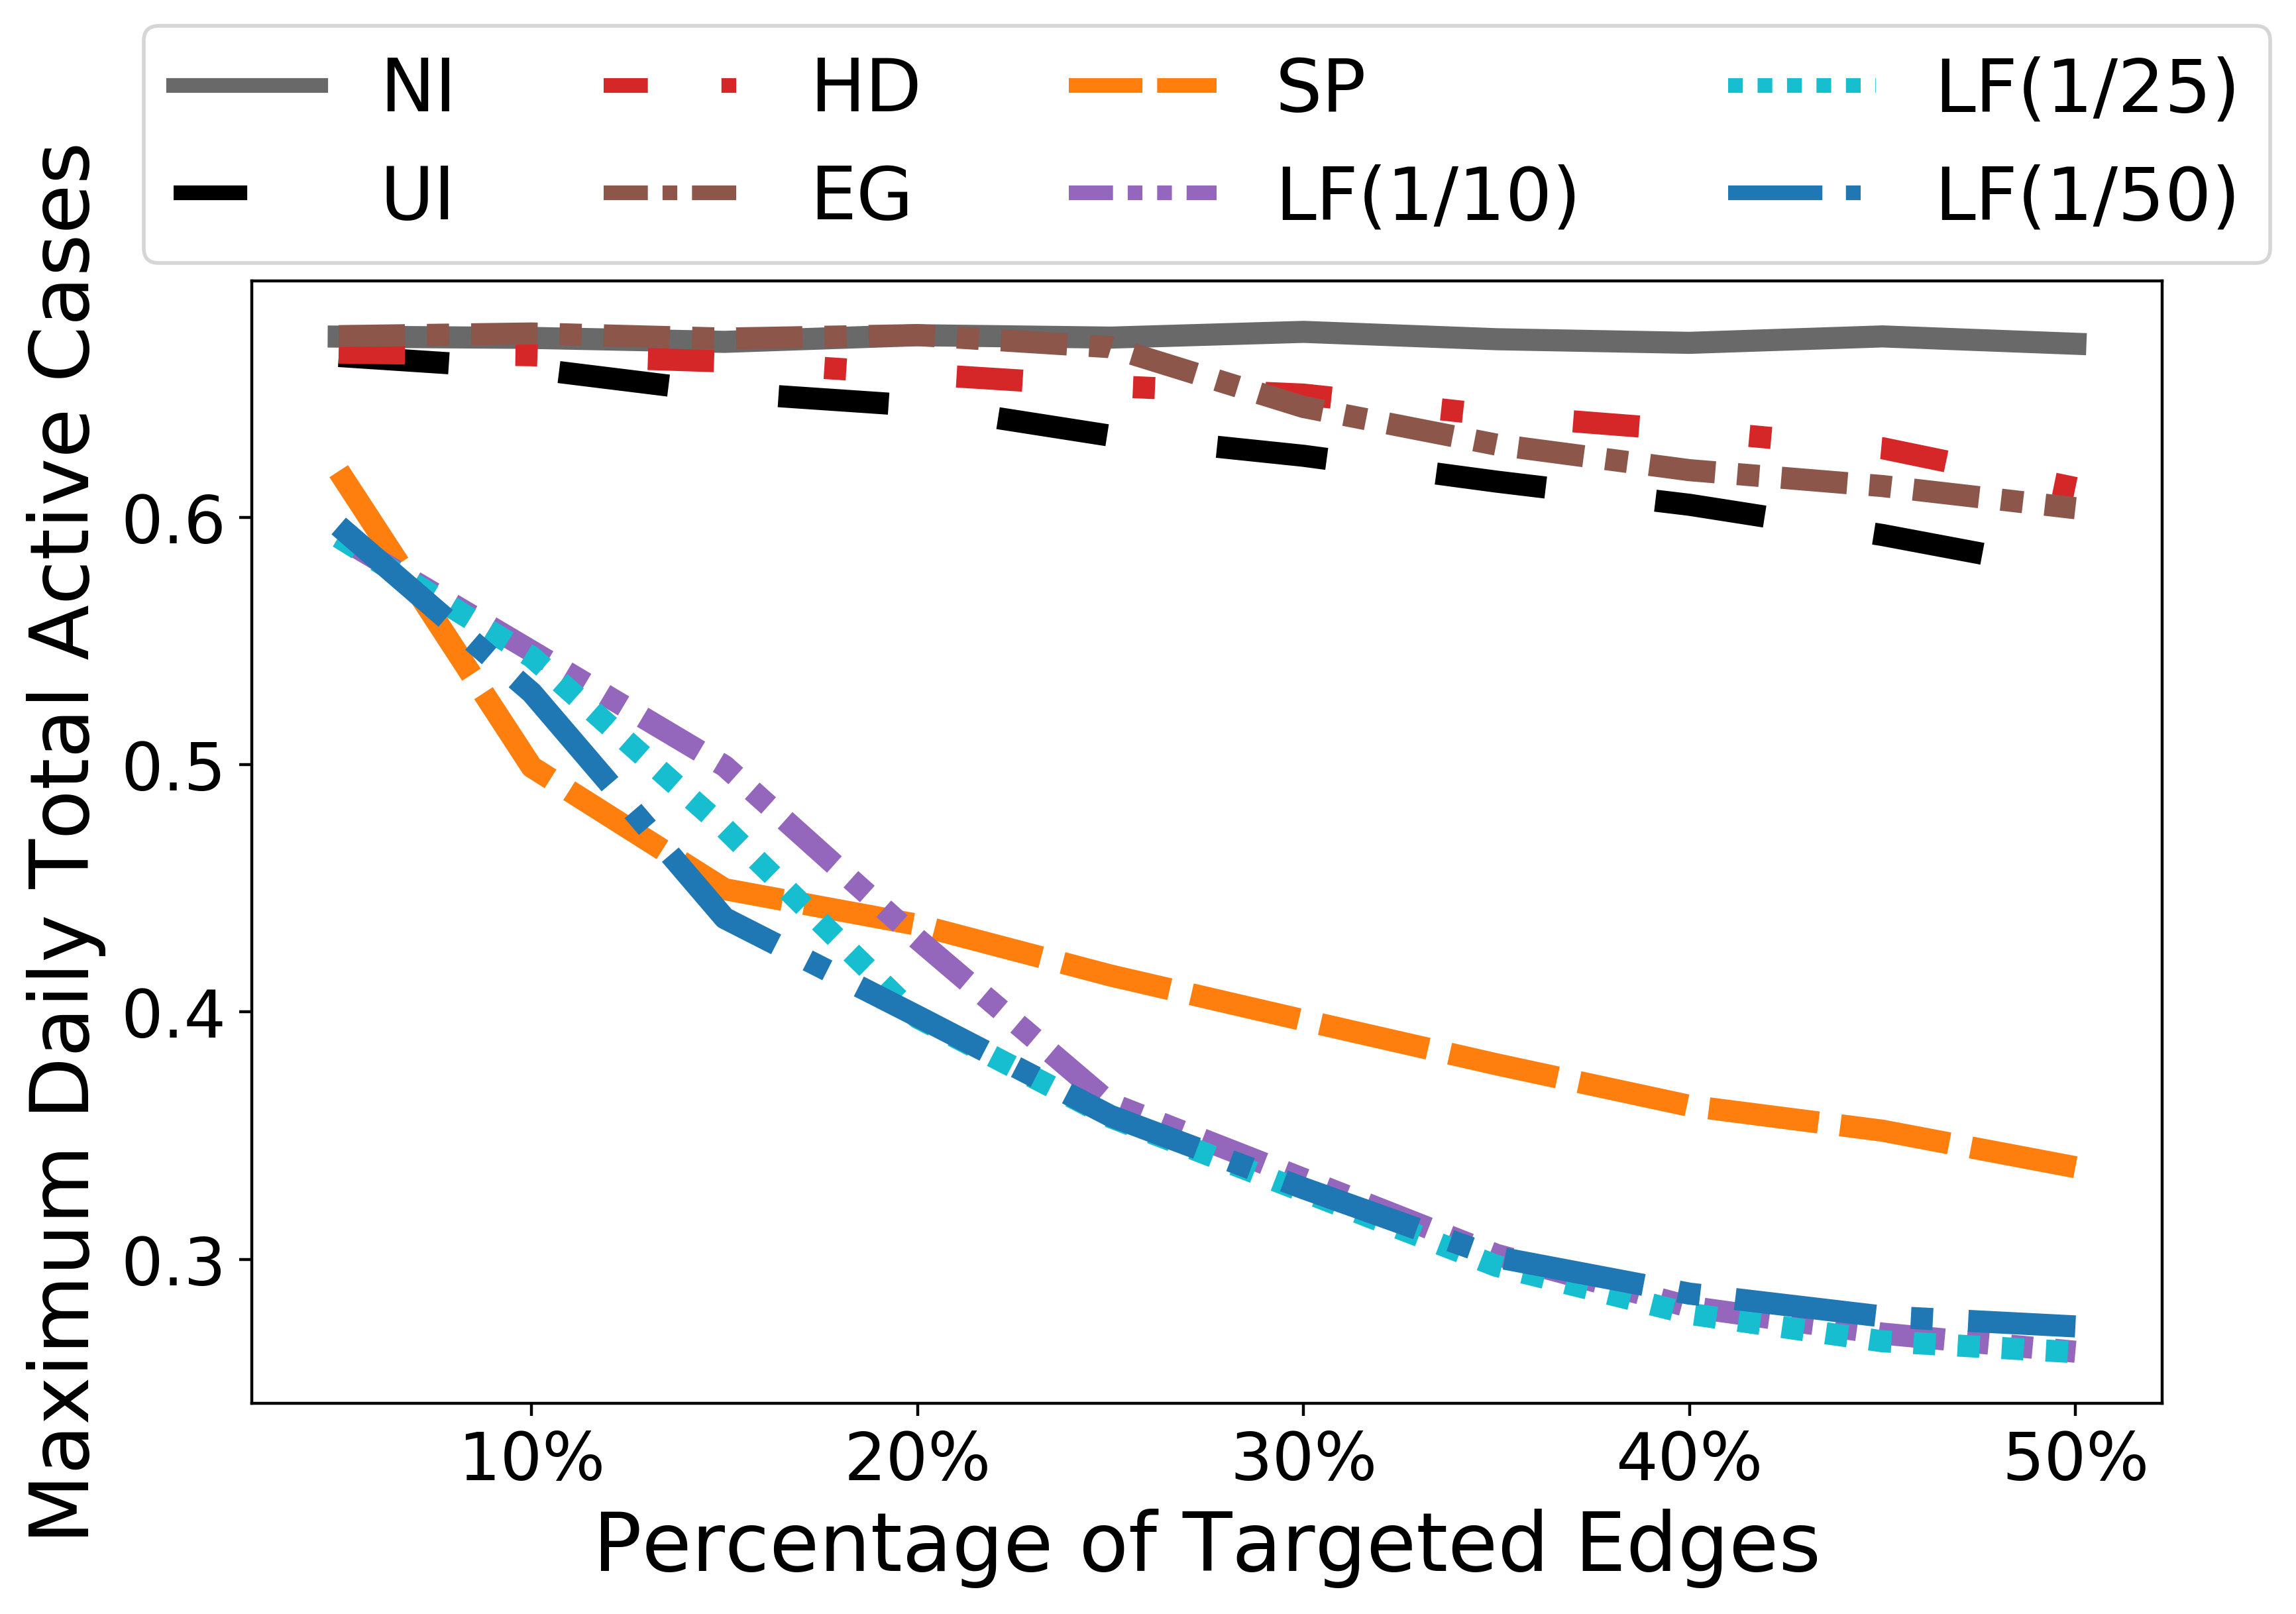 NI HD SP LF(1/25)
UI EG LF(1/10) LF(1/50)
Maximum Daily Total Active Cases
0.6
0.5
0.4
0.3
10% 20% 30% 40% 50%
Percentage of Targeted Edges